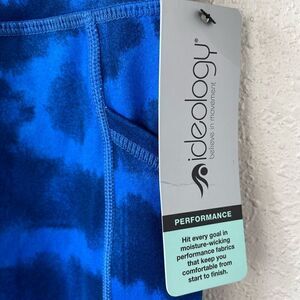 ideology®
believe in movement
PERFORMANCE
Hit every goal in
moisture-wicking
performance fabrics
that keep you
comfortable from
start to finish.